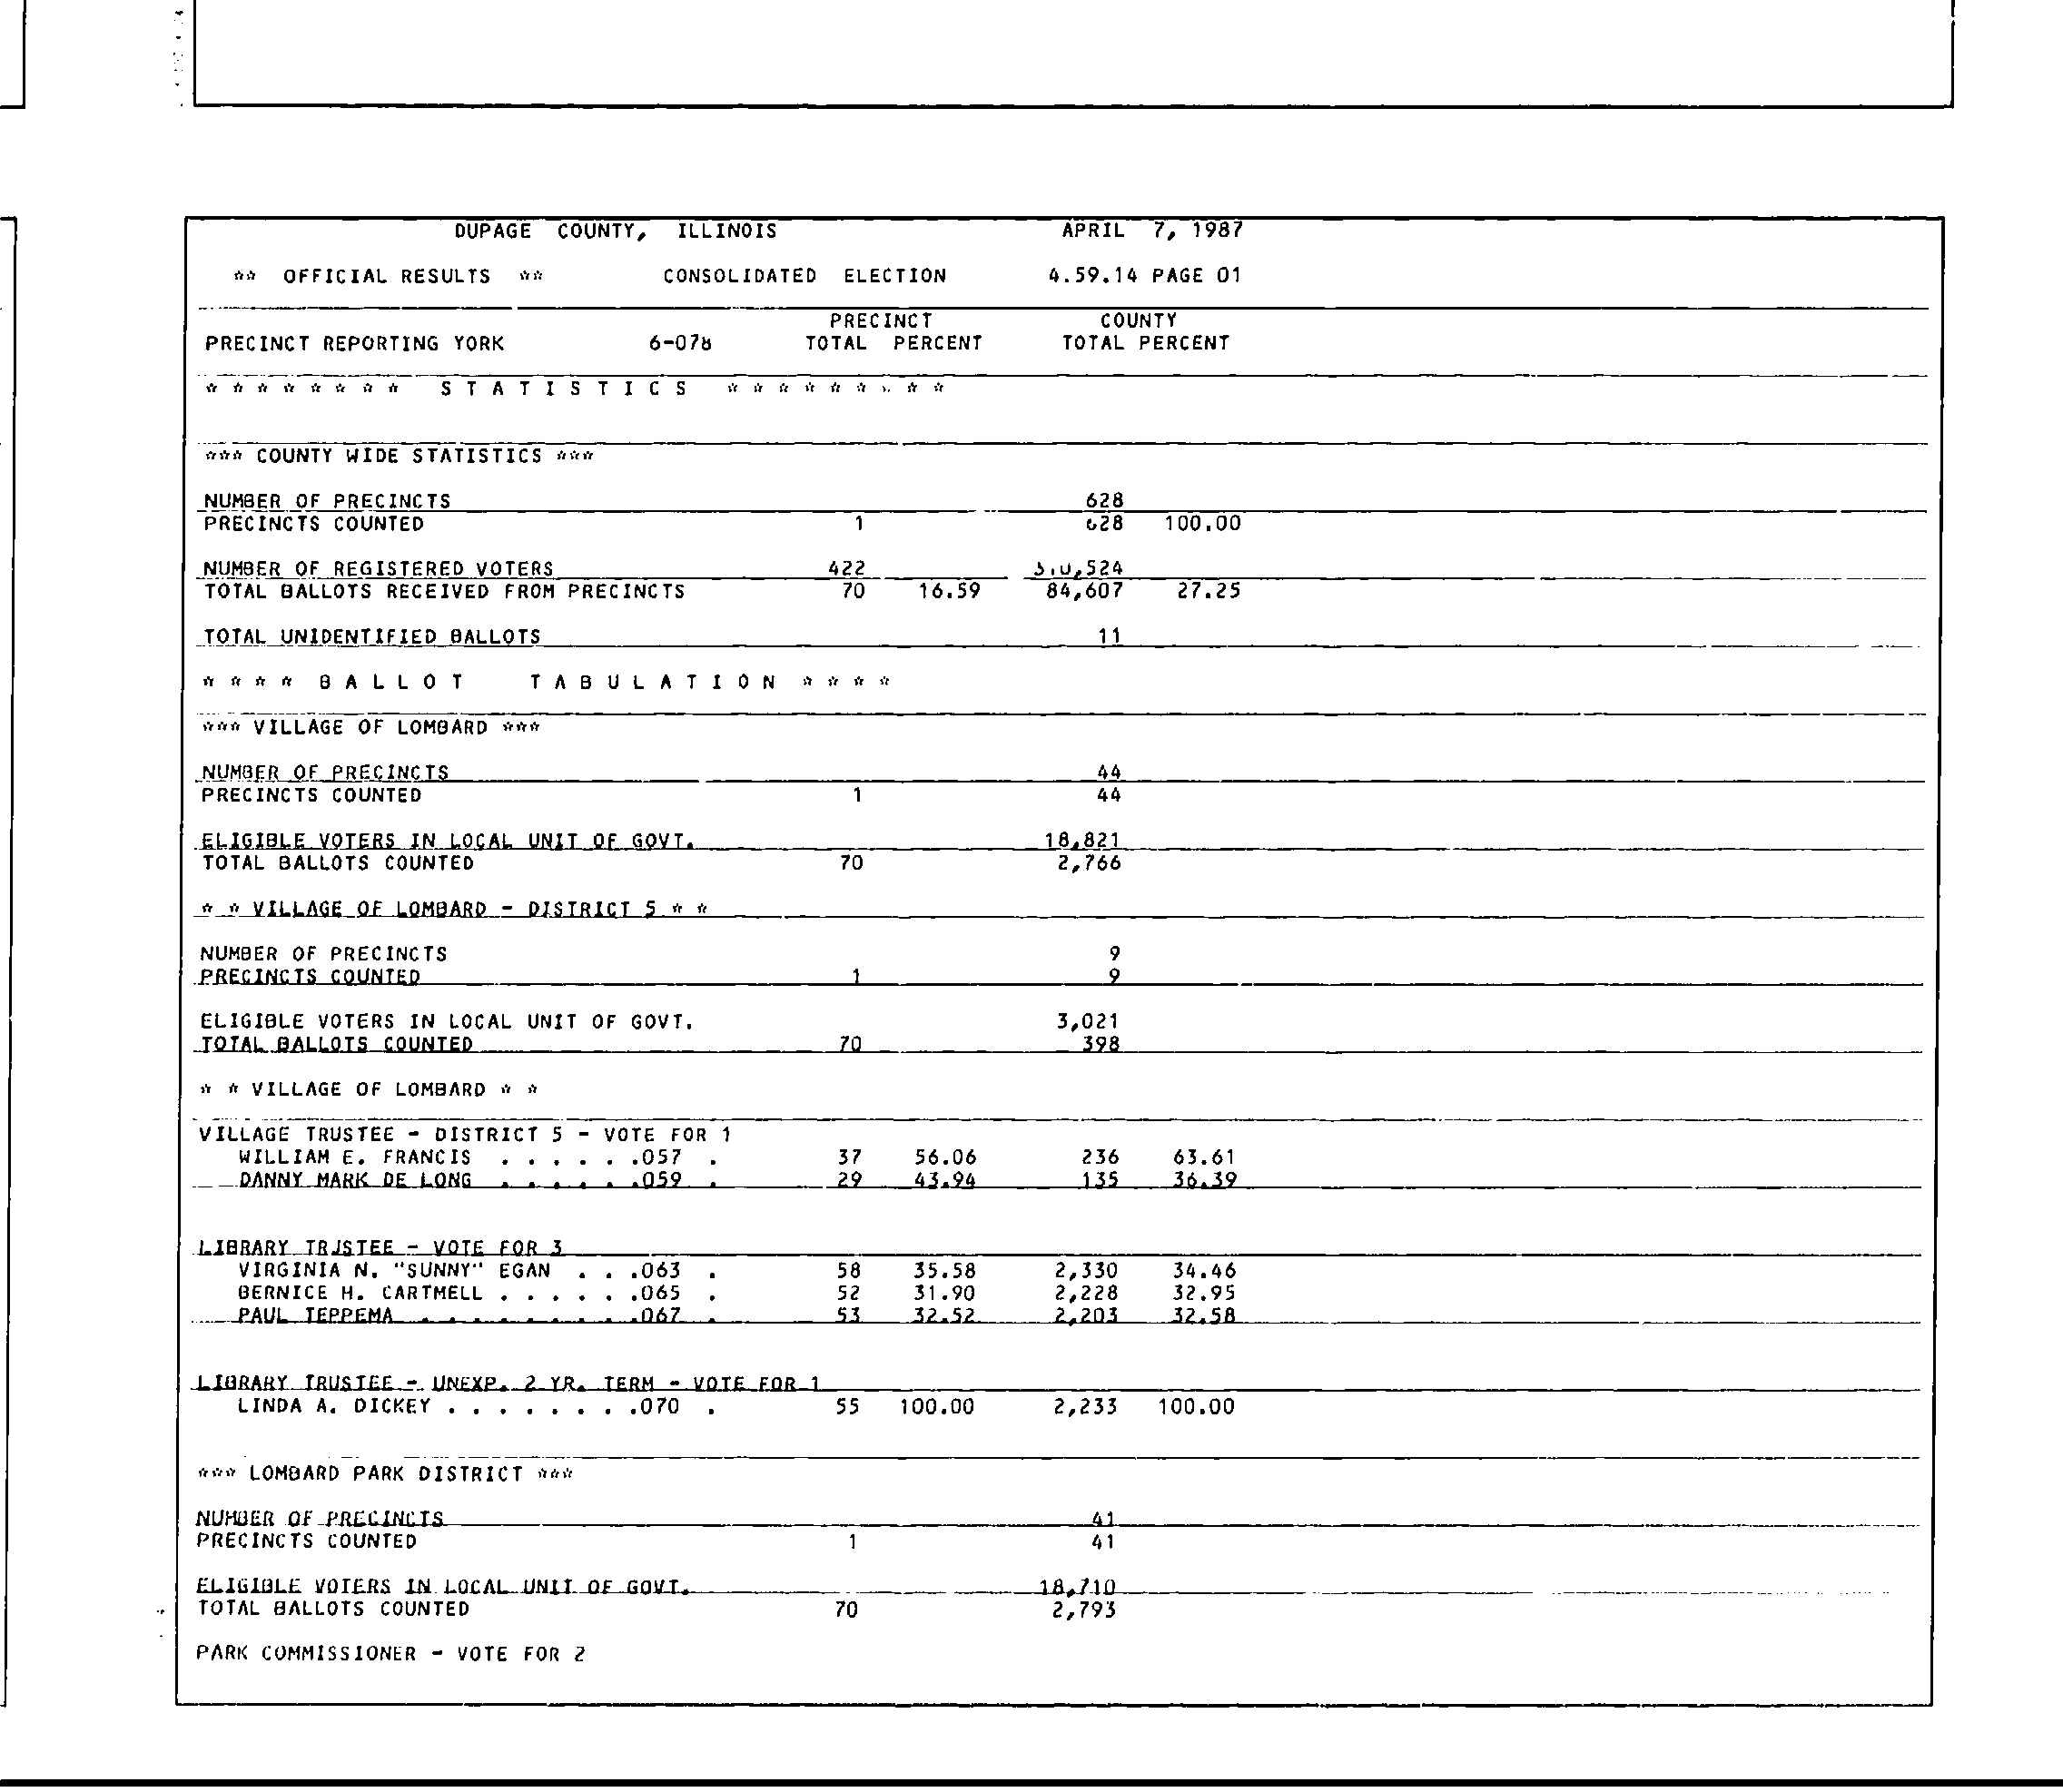 DUPAGE COUNTY, ILLINOIS APRIL 7, 1987
** OFFICIAL RESULTS ** CONSOLIDATED ELECTION 4.59.14 PAGE 01
PRECINCT COUNTY
PRECINCT REPORTING YORK TOTAL PERCENT TOTAL PERCENT
* * * * * * * * S T A T I S T I C S * * * * * * * * *
*** COUNTY WIDE STATISTICS ***
NUMBER OF PRECINCTS 628
PRECINCTS COUNTED 1 628 100.00
NUMBER OF REGISTERED VOTERS 422
TOTAL BALLOTS RECEIVED FROM PRECINCTS 70 16.59 84,607 27.25
TOTAL UNIDENTIFIED BALLOTS 11
* * * * B A L L O T T A B U L A T I O N * * * *
*** VILLAGE OF LOMBARD ***
NUMBER OF PRECINCTS 44
PRECINCTS COUNTED 1 44
ELIGIBLE VOTERS IN LOCAL UNIT OF GOVT. 18,821
TOTAL BALLOTS COUNTED 70 2,766
* * VILLAGE OF LOMBARD - DISTRICT 5 * *
NUMBER OF PRECINCTS 9
PRECINCTS COUNTED 1 9
ELIGIBLE VOTERS IN LOCAL UNIT OF GOVT. 3,021
TOTAL BALLOTS COUNTED 70 398
* * VILLAGE OF LOMBARD * *
VILLAGE TRUSTEE - DISTRICT 5 - VOTE FOR 1
WILLIAM E. FRANCIS . . . . . .057 . 37 56.06 236 63.61
DANNY MARK DE LONG . . . . . .059 . 29 43.94 135 36.39
LIBRARY TRUSTEE - VOTE FOR 3
VIRGINIA N. "SUNNY" EGAN . . .063 . 58 35.58 2,330 34.46
BERNICE H. CARTMELL . . . . . .065 . 52 31.90 2,228 32.95
PAUL TEPPEMA . . . . . . . . .067 . 53 32.52 2,203 32.58
LIBRARY TRUSTEE - UNEXP. 2 YR. TERM - VOTE FOR 1
LINDA A. DICKEY . . . . . . . .070 . 55 100.00 2,233 100.00
*** LOMBARD PARK DISTRICT ***
NUMBER OF PRECINCTS 41
PRECINCTS COUNTED 1 41
ELIGIBLE VOTERS IN LOCAL UNIT OF GOVT. 18,710
TOTAL BALLOTS COUNTED 70 2,793
PARK COMMISSIONER - VOTE FOR 2